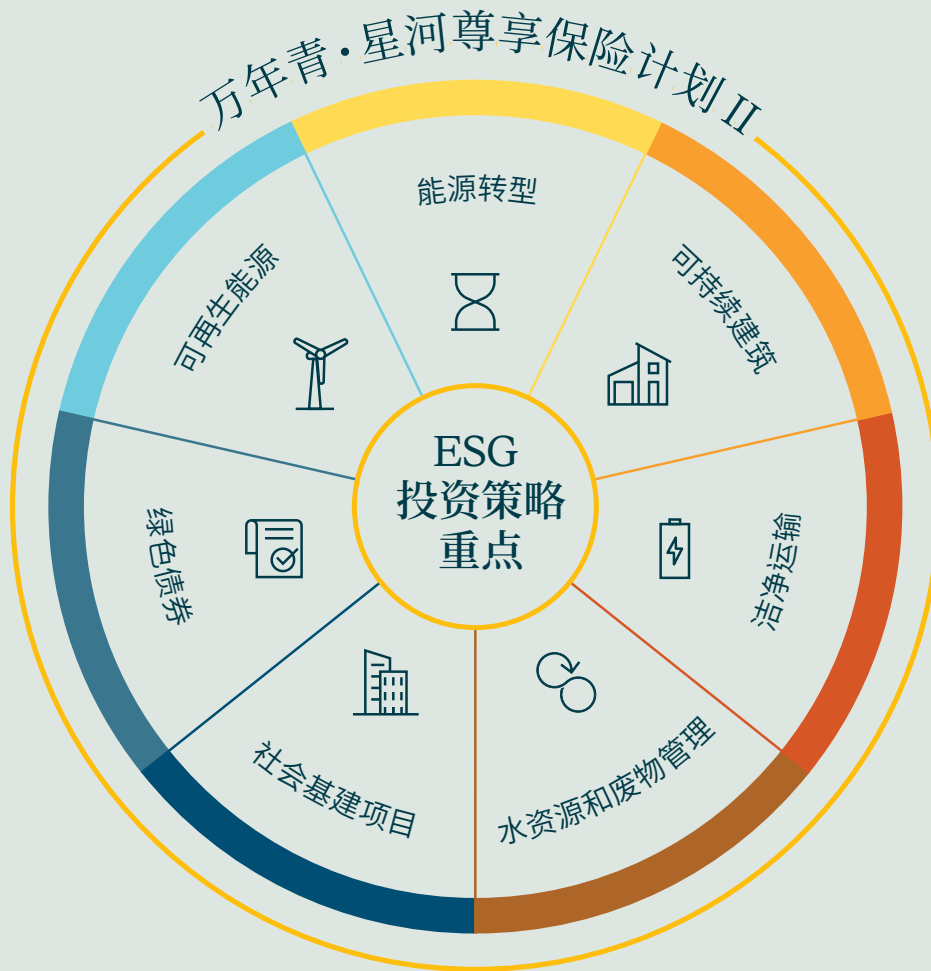 万年青·星河尊享保险计划 II
能源转型
可持续建筑
洁净运输
水资源和废物管理
社会基建项目
绿色债券
可再生能源
ESG
投资策略
重点